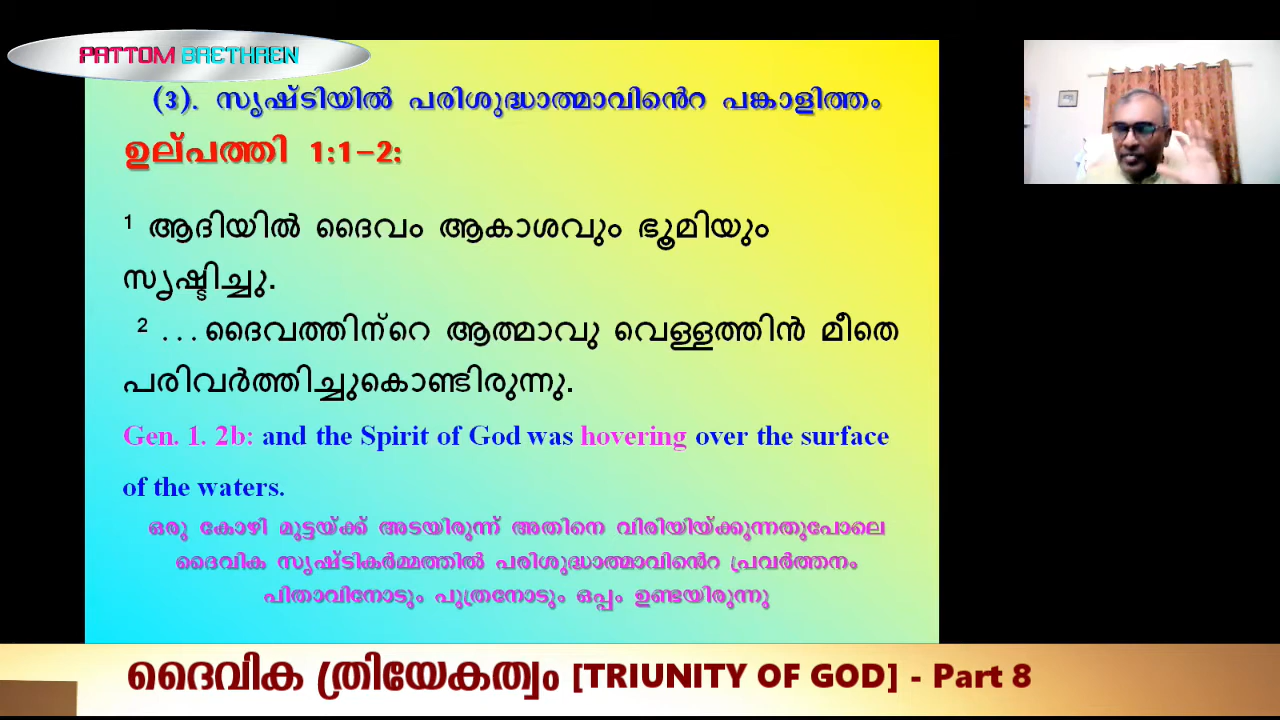 PATTOM BRETHREN
(3). സൃഷ്ടിയിൽ പരിശുദ്ധാത്മാവിൻെറ പങ്കാളിത്തം
ഉല്പത്തി 1:1-2:
1 ആദിയിൽ ദൈവം ആകാശവും ഭൂമിയും
സൃഷ്ടിച്ചു.
2 ...ദൈവത്തിന്റെ ആത്മാവു വെള്ളത്തിൻ മീതെ
പരിവർത്തിച്ചുകൊണ്ടിരുന്നു.
Gen. 1. 2b: and the Spirit of God was hovering over the surface
of the waters.
ഒരു കോഴി മുട്ടയ്ക്ക് അടയിരുന്ന് അതിനെ വിരിയിയ്ക്കുന്നതുപോലെ
ദൈവിക സൃഷ്ടികർമ്മത്തിൽ പരിശുദ്ധാത്മാവിൻെറ പ്രവർത്തനം
പിതാവിനോടും പുത്രനോടും ഒപ്പം ഉണ്ടയിരുന്നു
ദൈവിക ത്രിയേകത്വം [TRIUNITY OF GOD] - Part 8